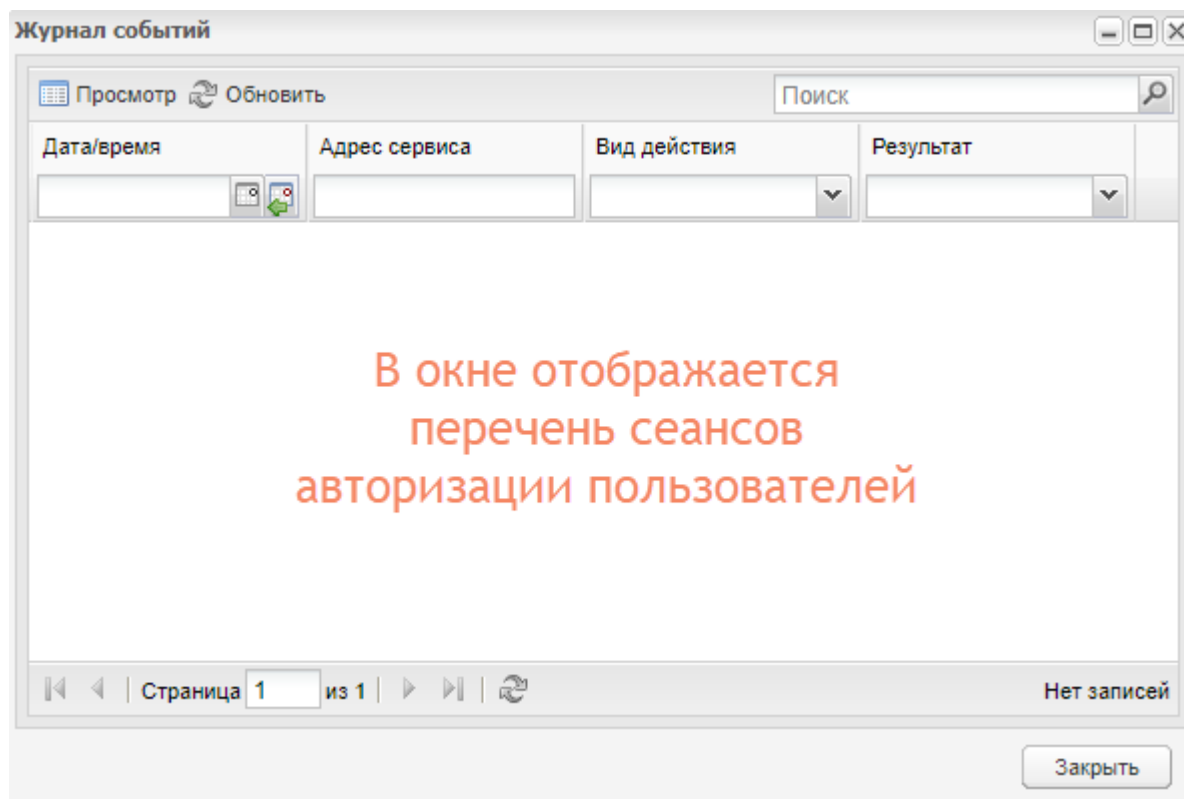 Журнал событий
Просмотр Обновить Поиск
Дата/время Адрес сервиса Вид действия Результат
В окне отображается
перечень сеансов
авторизации пользователей
Страница 1 из 1 Нет записей
Закрыть